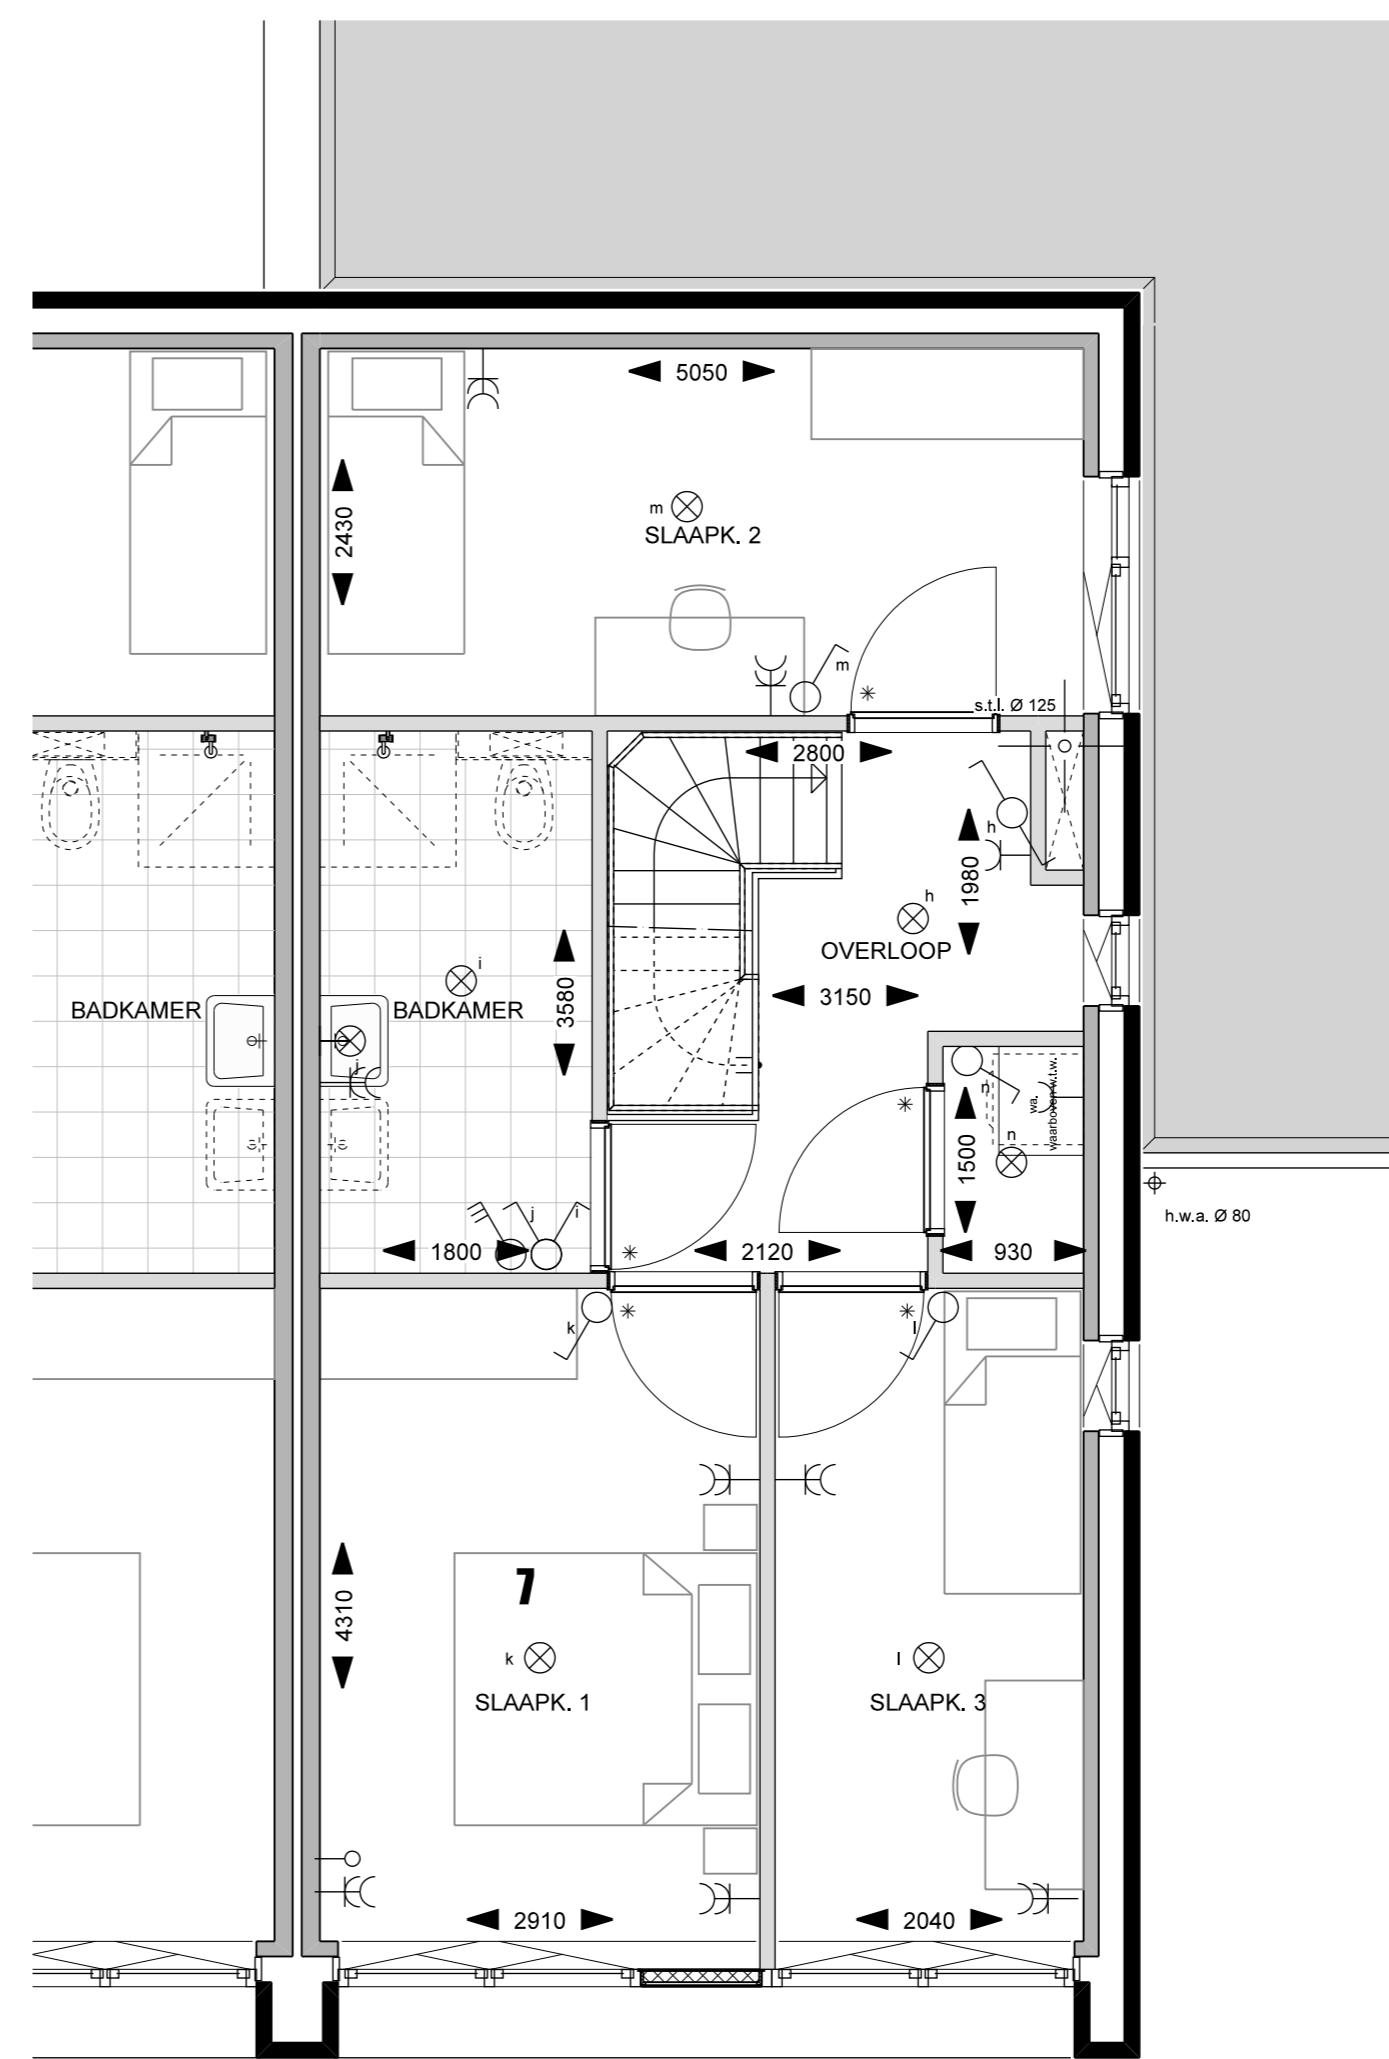 5050
2430
m
SLAAPK. 2
m
*
s.t.l. Ø 125
2800
h
1980
h
OVERLOOP
3150
i
BADKAMER
BADKAMER
3580
j
*
n
wa.
waarboven w.t.w.
n
1500
h.w.a. Ø 80
j
i
1800
*
2120
930
k
*
*
l
7
4310
k
l
SLAAPK. 1
SLAAPK. 3
2910
2040